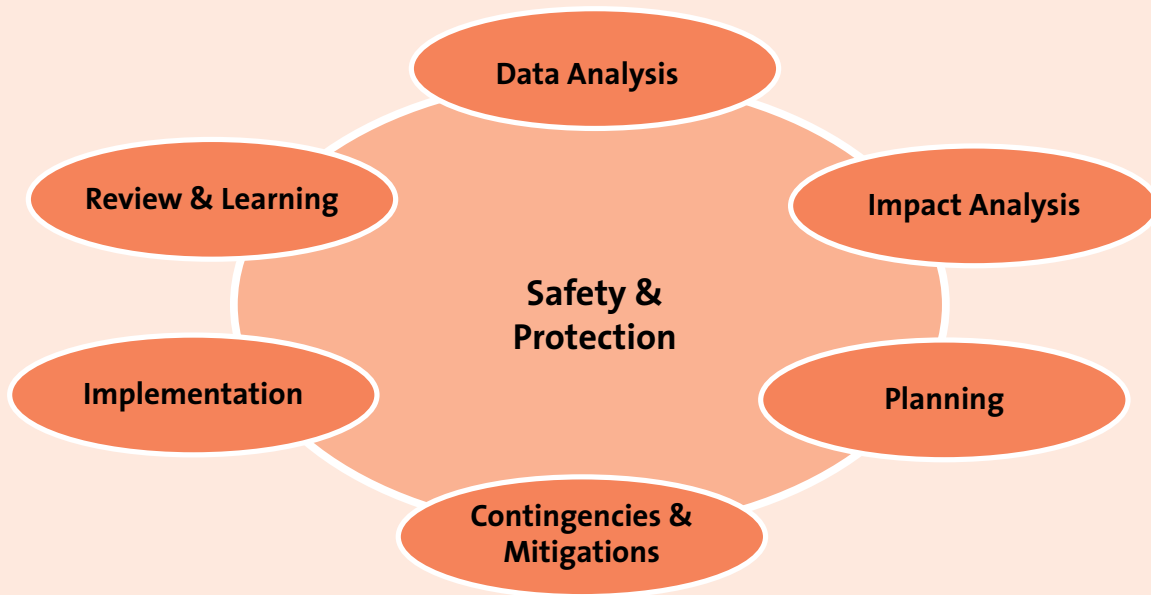 Data Analysis
Review & Learning
Impact Analysis
Safety &
Protection
Implementation
Planning
Contingencies &
Mitigations